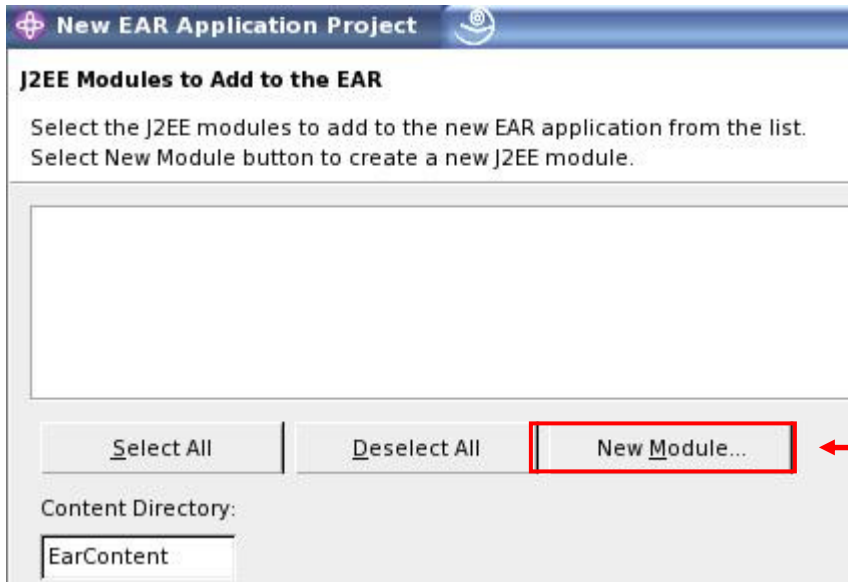 New EAR Application Project
J2EE Modules to Add to the EAR
Select the J2EE modules to add to the new EAR application from the list.
Select New Module button to create a new J2EE module.
Select All Deselect All New Module...
Content Directory:
EarContent